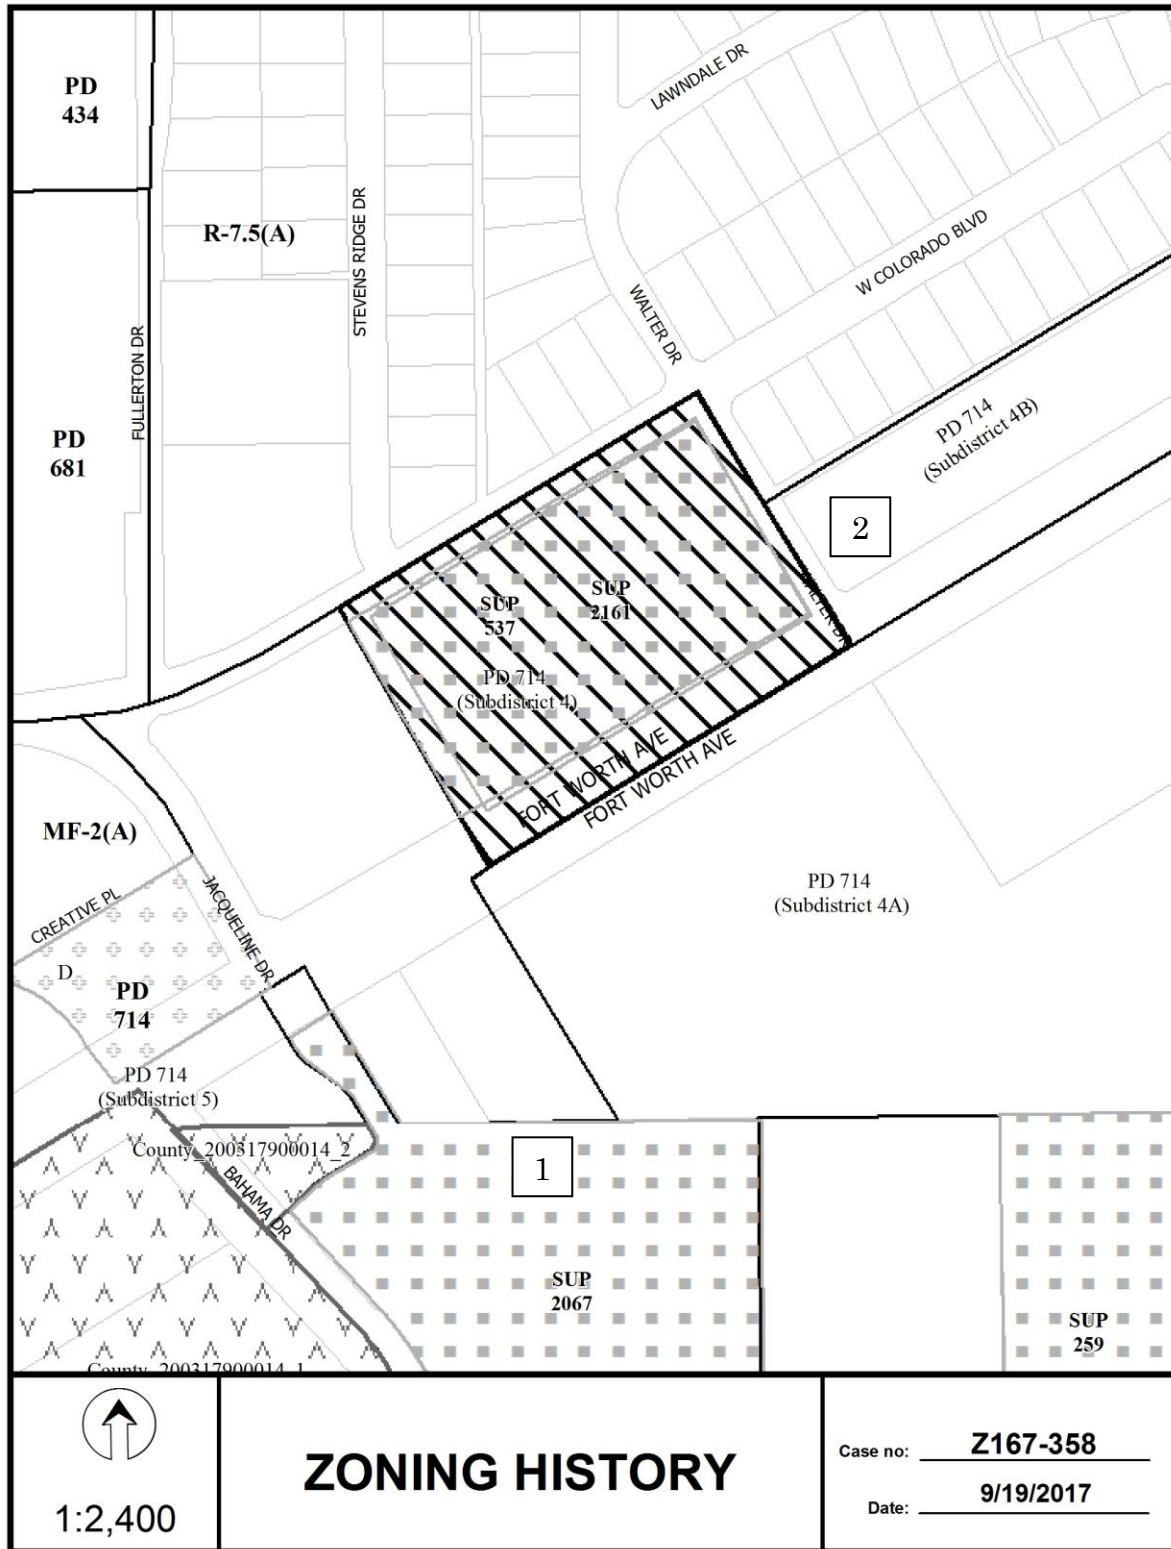 PD
434
LAWNDALE DR
R-7.5(A)
STEVENS RIDGE DR
W COLORADO BLVD
WALTER DR
FULLERTON DR
PD
681
PD 714
(Subdistrict 4B)
2
SUP
537
SUP
2161
WALTER DR
PD 714
(Subdistrict 4)
FORT WORTH AVE
FORT WORTH AVE
MF-2(A)
PD 714
(Subdistrict 4A)
CREATIVE PL
JACQUELINE DR
D
PD
714
PD 714
(Subdistrict 5)
County_200317900014_2
1
BAHAMA DR
SUP
2067
SUP
259
County_200317900014_1
1:2,400
ZONING HISTORY
Case no: Z167-358
Date: 9/19/2017